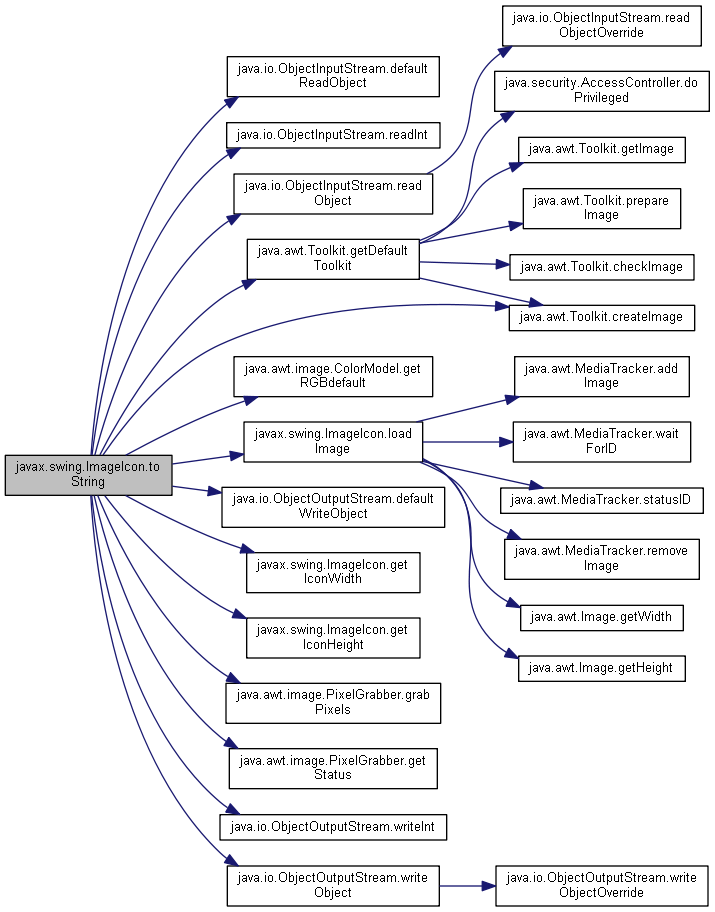 javax.swing.ImageIcon.to
String
java.io.ObjectInputStream.default
ReadObject
java.io.ObjectInputStream.readInt
java.io.ObjectInputStream.read
Object
java.awt.Toolkit.getDefault
Toolkit
java.awt.image.ColorModel.get
RGBdefault
javax.swing.ImageIcon.load
Image
java.io.ObjectOutputStream.default
WriteObject
javax.swing.ImageIcon.get
IconWidth
javax.swing.ImageIcon.get
IconHeight
java.awt.image.PixelGrabber.grab
Pixels
java.awt.image.PixelGrabber.get
Status
java.io.ObjectOutputStream.writeInt
java.io.ObjectOutputStream.write
Object
java.io.ObjectInputStream.read
ObjectOverride
java.security.AccessController.do
Privileged
java.awt.Toolkit.getImage
java.awt.Toolkit.prepare
Image
java.awt.Toolkit.checkImage
java.awt.Toolkit.createImage
java.awt.MediaTracker.add
Image
java.awt.MediaTracker.wait
ForID
java.awt.MediaTracker.statusID
java.awt.MediaTracker.remove
Image
java.awt.Image.getWidth
java.awt.Image.getHeight
java.io.ObjectOutputStream.write
ObjectOverride